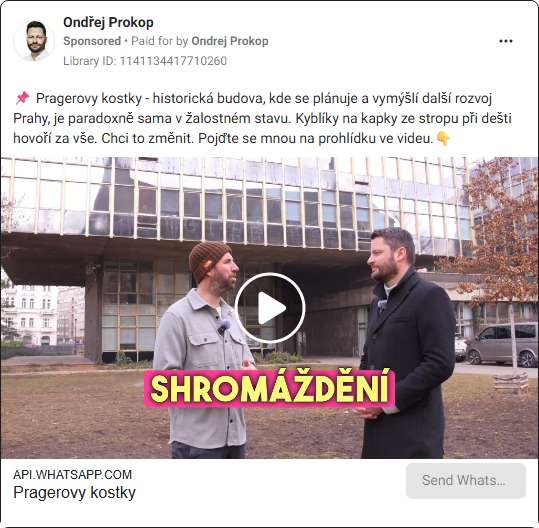 Ondřej Prokop
Sponsored • Paid for by Ondrej Prokop
Library ID: 1141134417710260
📌 Pragerovy kostky - historická budova, kde se plánuje a vymýšlí další rozvoj
Prahy, je paradoxně sama v žalostném stavu. Kyblíky na kapky ze stropu při dešti
hovoří za vše. Chci to změnit. Pojďte se mnou na prohlídku ve videu.👇
SHROMÁŽDĚNÍ
API.WHATSAPP.COM
Pragerovy kostky
Send Whats...